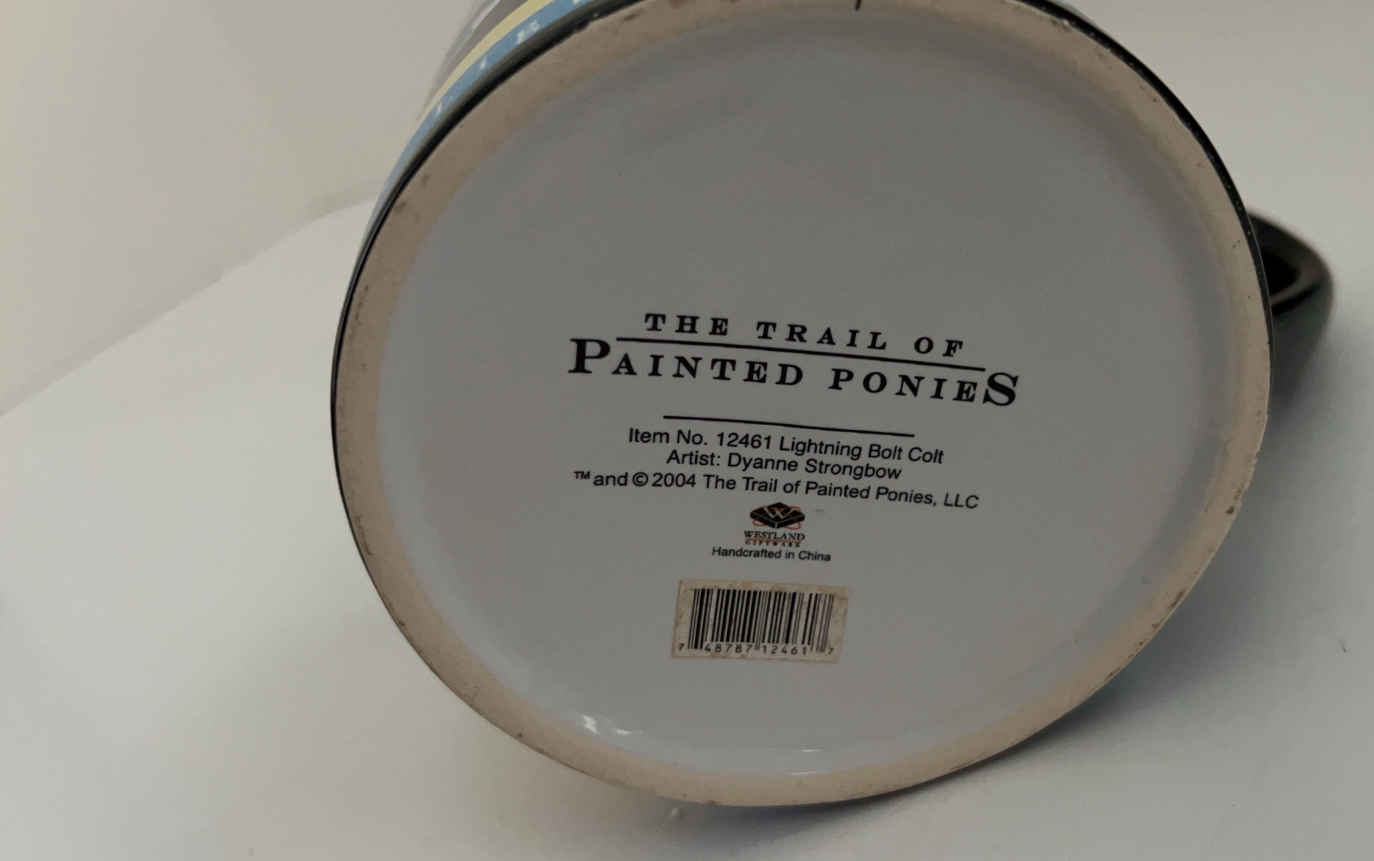 THE TRAIL OF
PAINTED PONIES
Item No. 12461 Lightning Bolt Colt
Artist: Dyanne Strongbow
™ and © 2004 The Trail of Painted Ponies, LLC
W
WESTLAND
GIFTWARE
Handcrafted in China
7 48787 12461 7